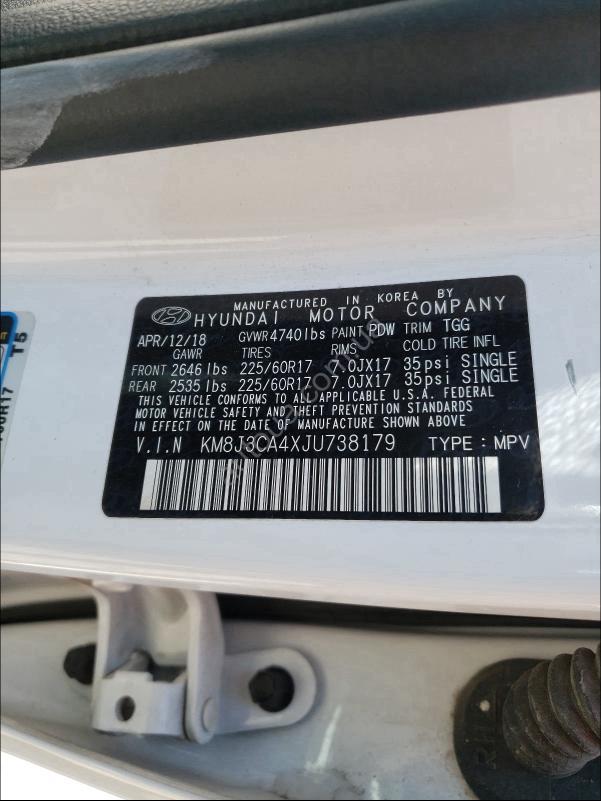 MANUFACTURED IN KOREA BY
HYUNDAI MOTOR COMPANY
APR/12/18 GVWR 4740lbs PAINT PDW TRIM TGG
GAWR TIRES RIMS COLD TIRE INFL
FRONT 2646 lbs 225/60R17 7.0JX17 35psi SINGLE
REAR 2535 lbs 225/60R17 7.0JX17 35psi SINGLE
THIS VEHICLE CONFORMS TO ALL APPLICABLE U.S.A. FEDERAL
MOTOR VEHICLE SAFETY AND THEFT PREVENTION STANDARDS
IN EFFECT ON THE DATE OF MANUFACTURE SHOWN ABOVE
V.I.N KM8J3CA4XJU738179 TYPE : MPV
T5